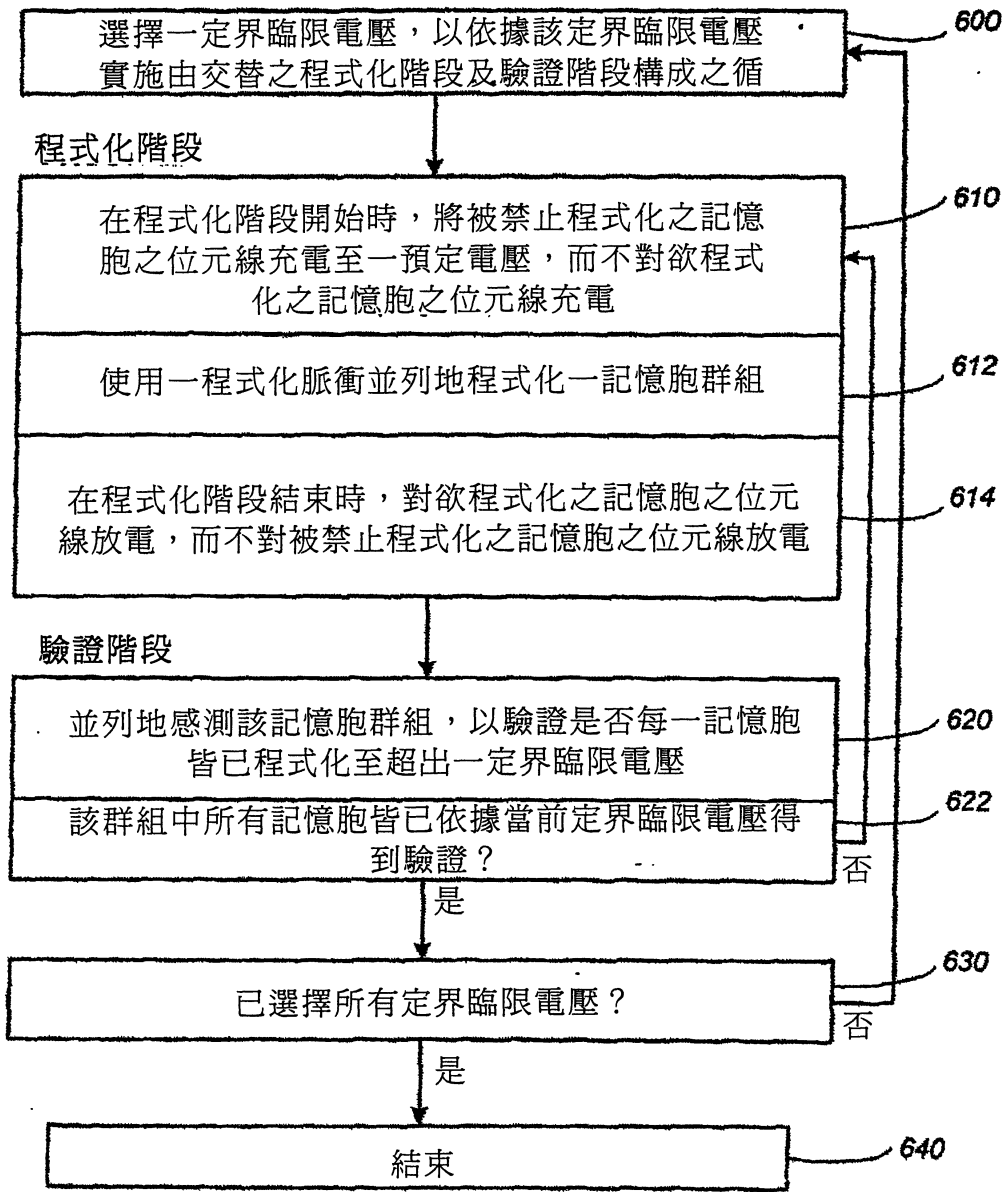 選擇一定界臨限電壓，以依據該定界臨限電壓
實施由交替之程式化階段及驗證階段構成之循
600
程式化階段
在程式化階段開始時，將被禁止程式化之記憶
胞之位元線充電至一預定電壓，而不對欲程式
化之記憶胞之位元線充電
610
使用一程式化脈衝並列地程式化一記憶胞群組
612
在程式化階段結束時，對欲程式化之記憶胞之位元
線放電，而不對被禁止程式化之記憶胞之位元線放電
614
驗證階段
並列地感測該記憶胞群組，以驗證是否每一記憶胞
皆已程式化至超出一定界臨限電壓
620
該群組中所有記憶胞皆已依據當前定界臨限電壓得
到驗證？
622
否
是
已選擇所有定界臨限電壓？
630
否
是
結束
640